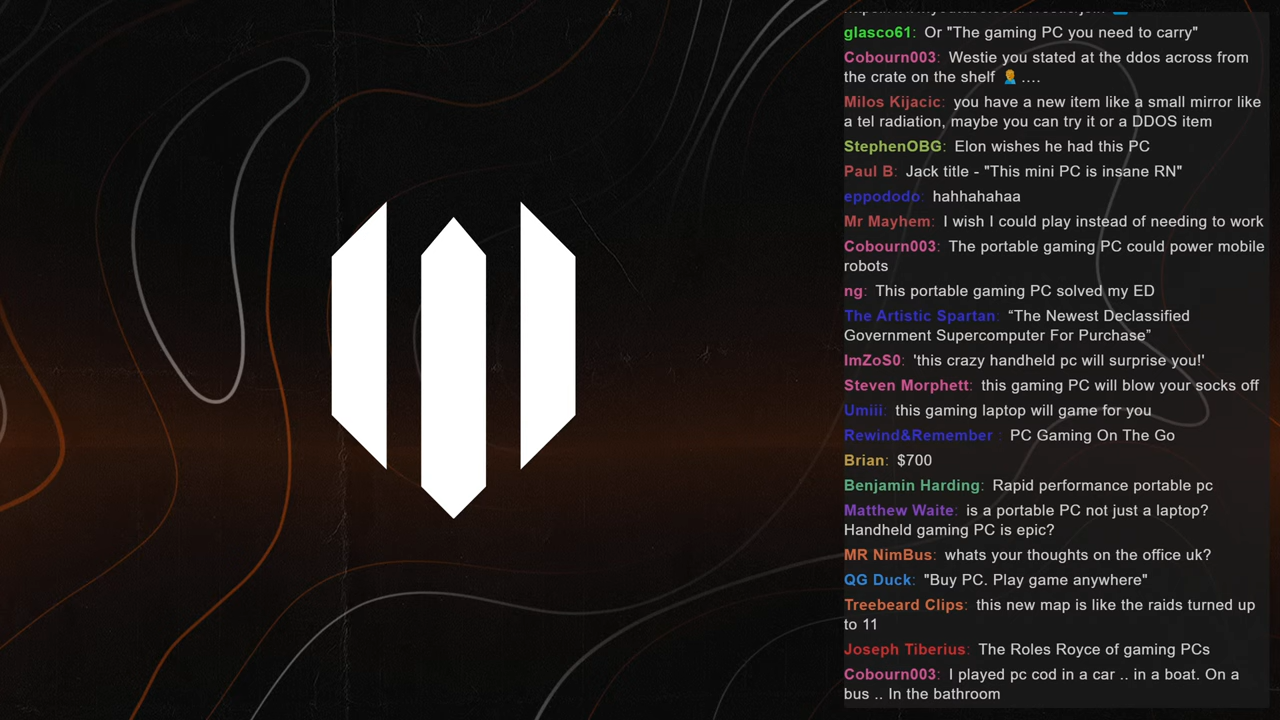 glasco61: Or "The gaming PC you need to carry"
Cobourn003: Westie you stated at the ddos across from
the crate on the shelf 🤦‍♂️ ....
Milos Kijacic: you have a new item like a small mirror like
a tel radiation, maybe you can try it or a DDOS item
StephenOBG: Elon wishes he had this PC
Paul B: Jack title - "This mini PC is insane RN"
eppododo: hahhahahaa
Mr Mayhem: I wish I could play instead of needing to work
Cobourn003: The portable gaming PC could power mobile
robots
ng: This portable gaming PC solved my ED
The Artistic Spartan: “The Newest Declassified
Government Supercomputer For Purchase”
ImZoS0: 'this crazy handheld pc will surprise you!'
Steven Morphett: this gaming PC will blow your socks off
Umiii: this gaming laptop will game for you
Rewind&Remember : PC Gaming On The Go
Brian: $700
Benjamin Harding: Rapid performance portable pc
Matthew Waite: is a portable PC not just a laptop?
Handheld gaming PC is epic?
MR NimBus: whats your thoughts on the office uk?
QG Duck: "Buy PC. Play game anywhere"
Treebeard Clips: this new map is like the raids turned up
to 11
Joseph Tiberius: The Roles Royce of gaming PCs
Cobourn003: I played pc cod in a car .. in a boat. On a
bus .. In the bathroom